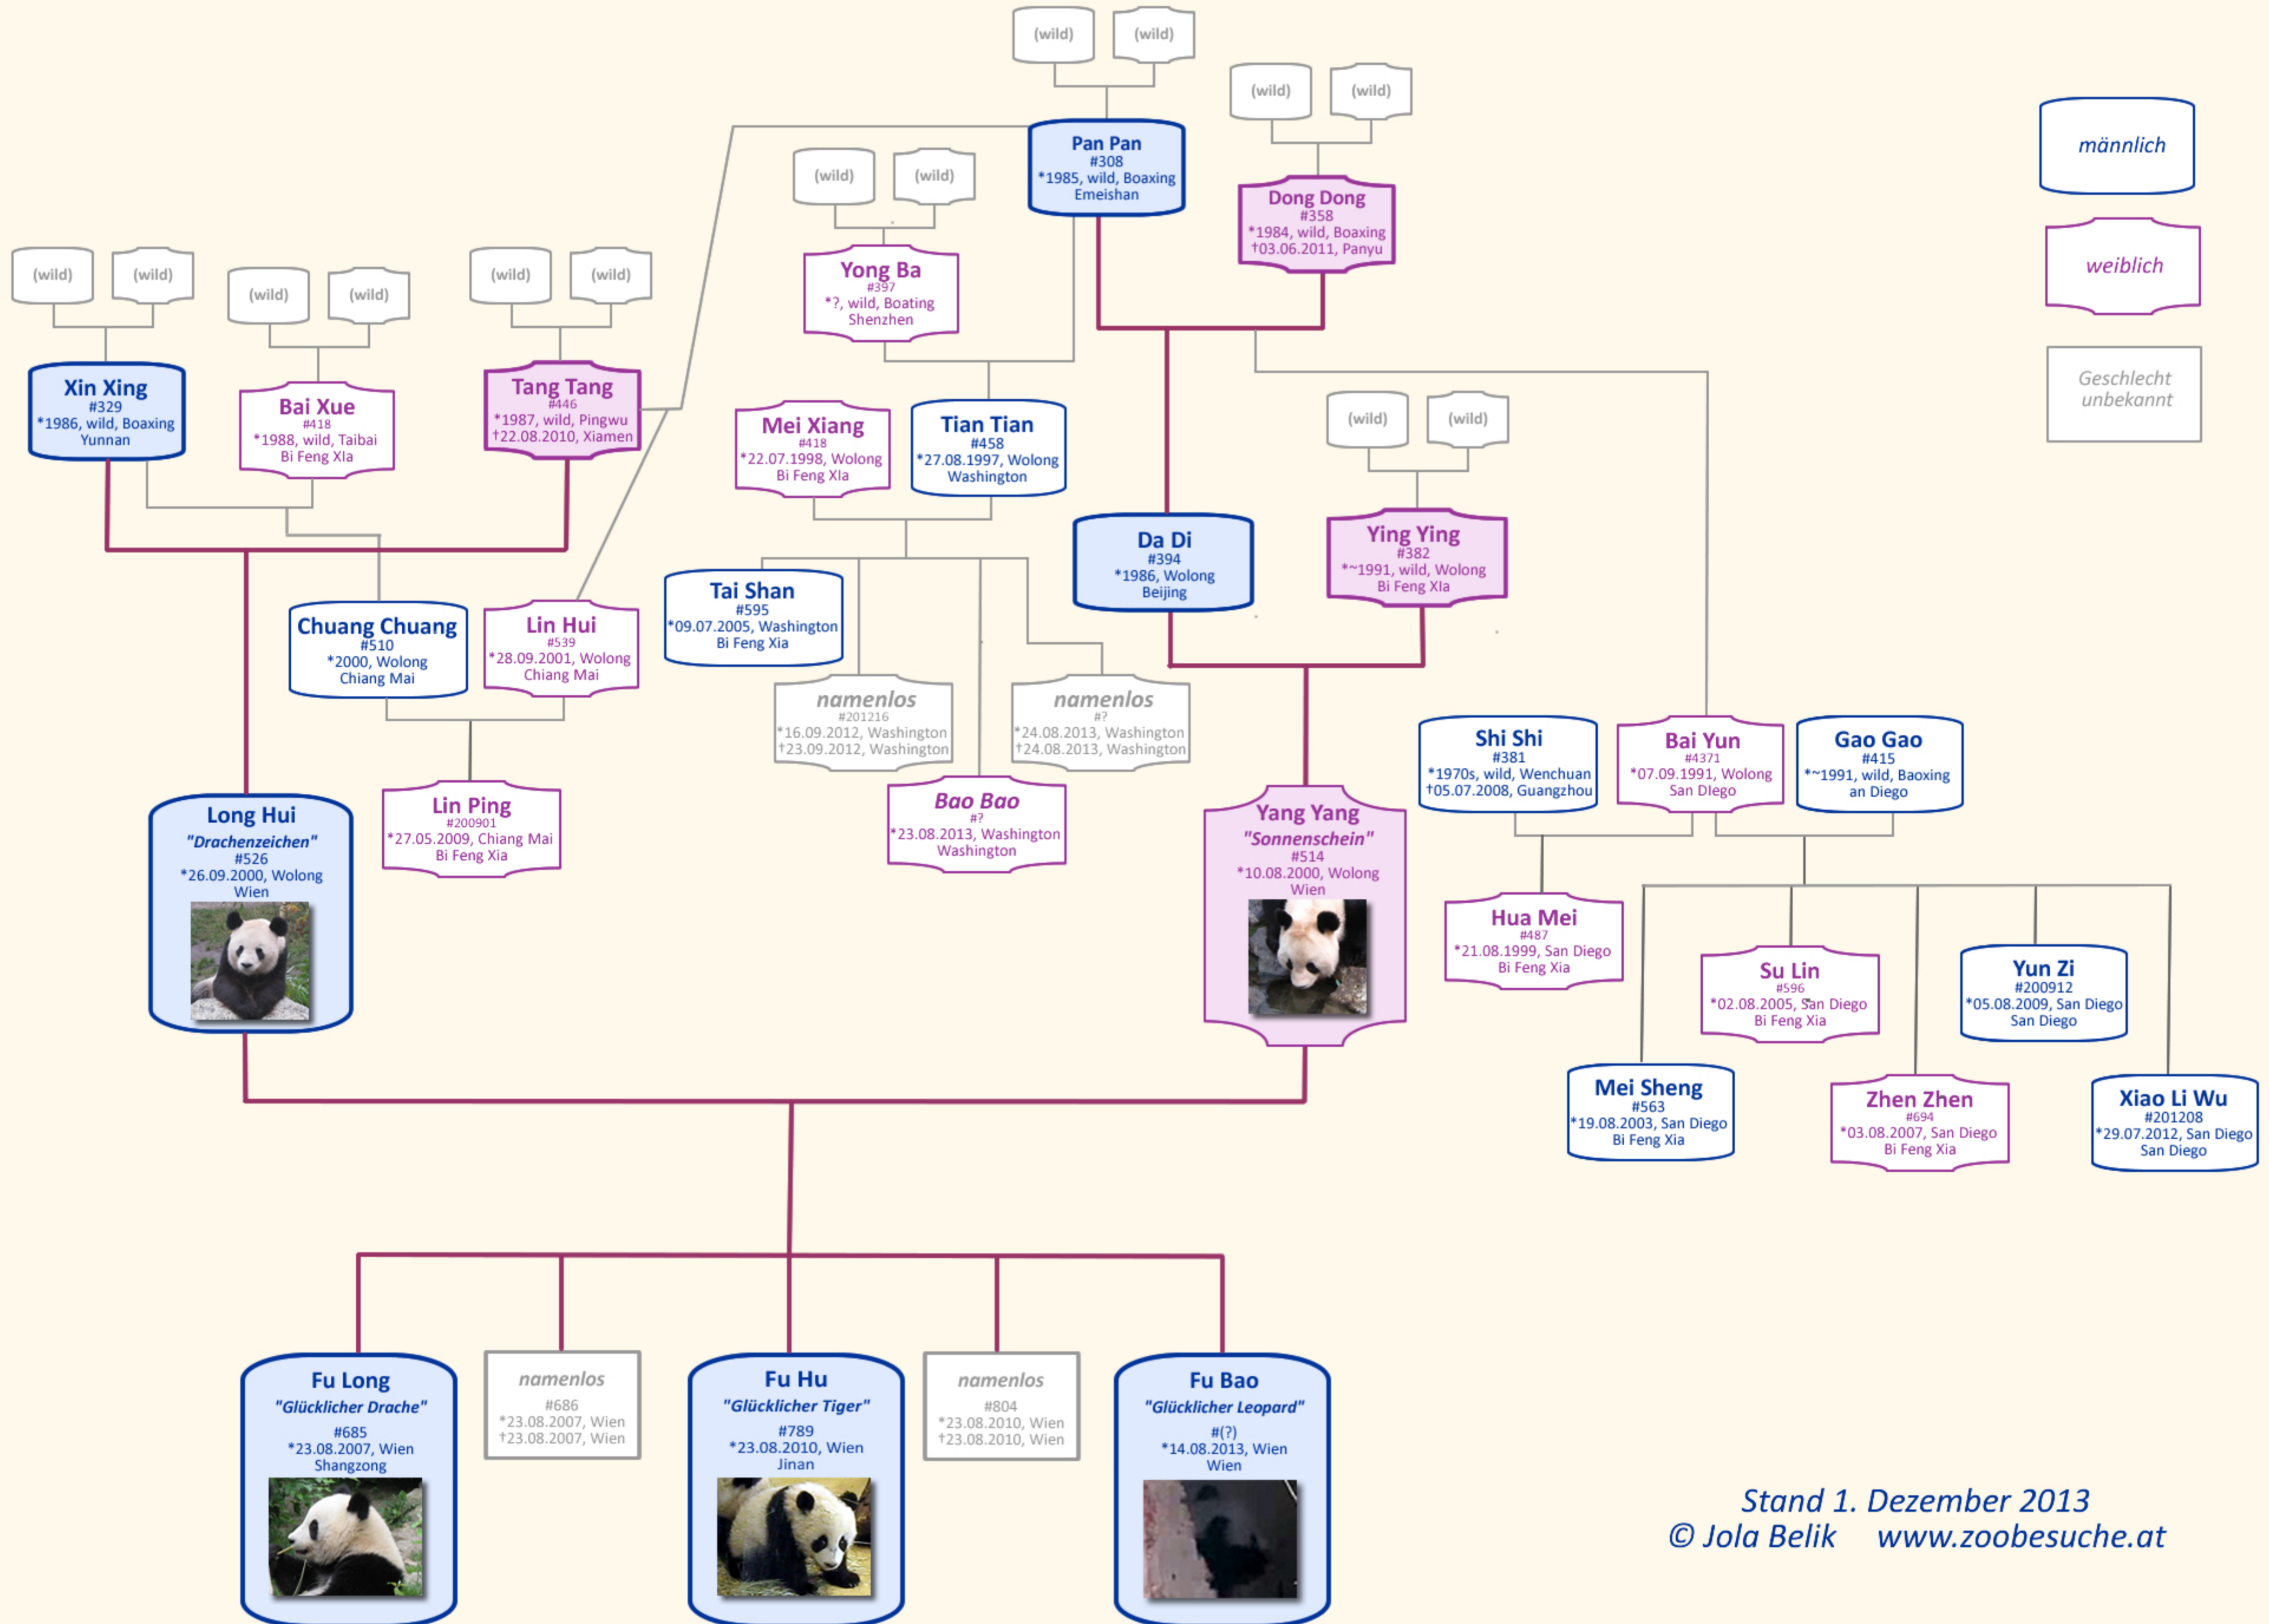 (wild)
(wild)
(wild)
(wild)
Pan Pan
#308
*1985, wild, Boaxing
Emeishan
Dong Dong
#358
*1984, wild, Boaxing
†03.06.2011, Panyu
männlich
weiblich
Geschlecht
unbekannt
(wild)
(wild)
Yong Ba
#397
*?, wild, Boating
Shenzhen
(wild)
(wild)
(wild)
(wild)
(wild)
(wild)
Xin Xing
#329
*1986, wild, Boaxing
Yunnan
Bai Xue
#418
*1988, wild, Taibai
Bi Feng XIa
Tang Tang
#446
*1987, wild, Pingwu
†22.08.2010, Xiamen
Mei Xiang
#418
*22.07.1998, Wolong
Bi Feng XIa
Tian Tian
#458
*27.08.1997, Wolong
Washington
(wild)
(wild)
Da Di
#394
*1986, Wolong
Beijing
Ying Ying
#382
*~1991, wild, Wolong
Bi Feng XIa
Chuang Chuang
#510
*2000, Wolong
Chiang Mai
Lin Hui
#539
*28.09.2001, Wolong
Chiang Mai
Tai Shan
#595
*09.07.2005, Washington
Bi Feng Xia
namenlos
#201216
*16.09.2012, Washington
†23.09.2012, Washington
namenlos
#?
*24.08.2013, Washington
†24.08.2013, Washington
Bao Bao
#?
*23.08.2013, Washington
Washington
Shi Shi
#381
*1970s, wild, Wenchuan
†05.07.2008, Guangzhou
Bai Yun
#4371
*07.09.1991, Wolong
San DIego
Gao Gao
#415
*~1991, wild, Baoxing
an Diego
Long Hui
"Drachenzeichen"
#526
*26.09.2000, Wolong
Wien
Lin Ping
#200901
*27.05.2009, Chiang Mai
Bi Feng Xia
Yang Yang
"Sonnenschein"
#514
*10.08.2000, Wolong
Wien
Hua Mei
#487
*21.08.1999, San Diego
Bi Feng Xia
Su Lin
#596
*02.08.2005, San Diego
Bi Feng Xia
Yun Zi
#200912
*05.08.2009, San Diego
San Diego
Mei Sheng
#563
*19.08.2003, San Diego
Bi Feng Xia
Zhen Zhen
#694
*03.08.2007, San Diego
Bi Feng Xia
Xiao Li Wu
#201208
*29.07.2012, San Diego
San Diego
Fu Long
"Glücklicher Drache"
#685
*23.08.2007, Wien
Shangzong
namenlos
#686
*23.08.2007, Wien
†23.08.2007, Wien
Fu Hu
"Glücklicher Tiger"
#789
*23.08.2010, Wien
Jinan
namenlos
#804
*23.08.2010, Wien
†23.08.2010, Wien
Fu Bao
"Glücklicher Leopard"
#(?)
*14.08.2013, Wien
Wien
Stand 1. Dezember 2013
© Jola Belik www.zoobesuche.at